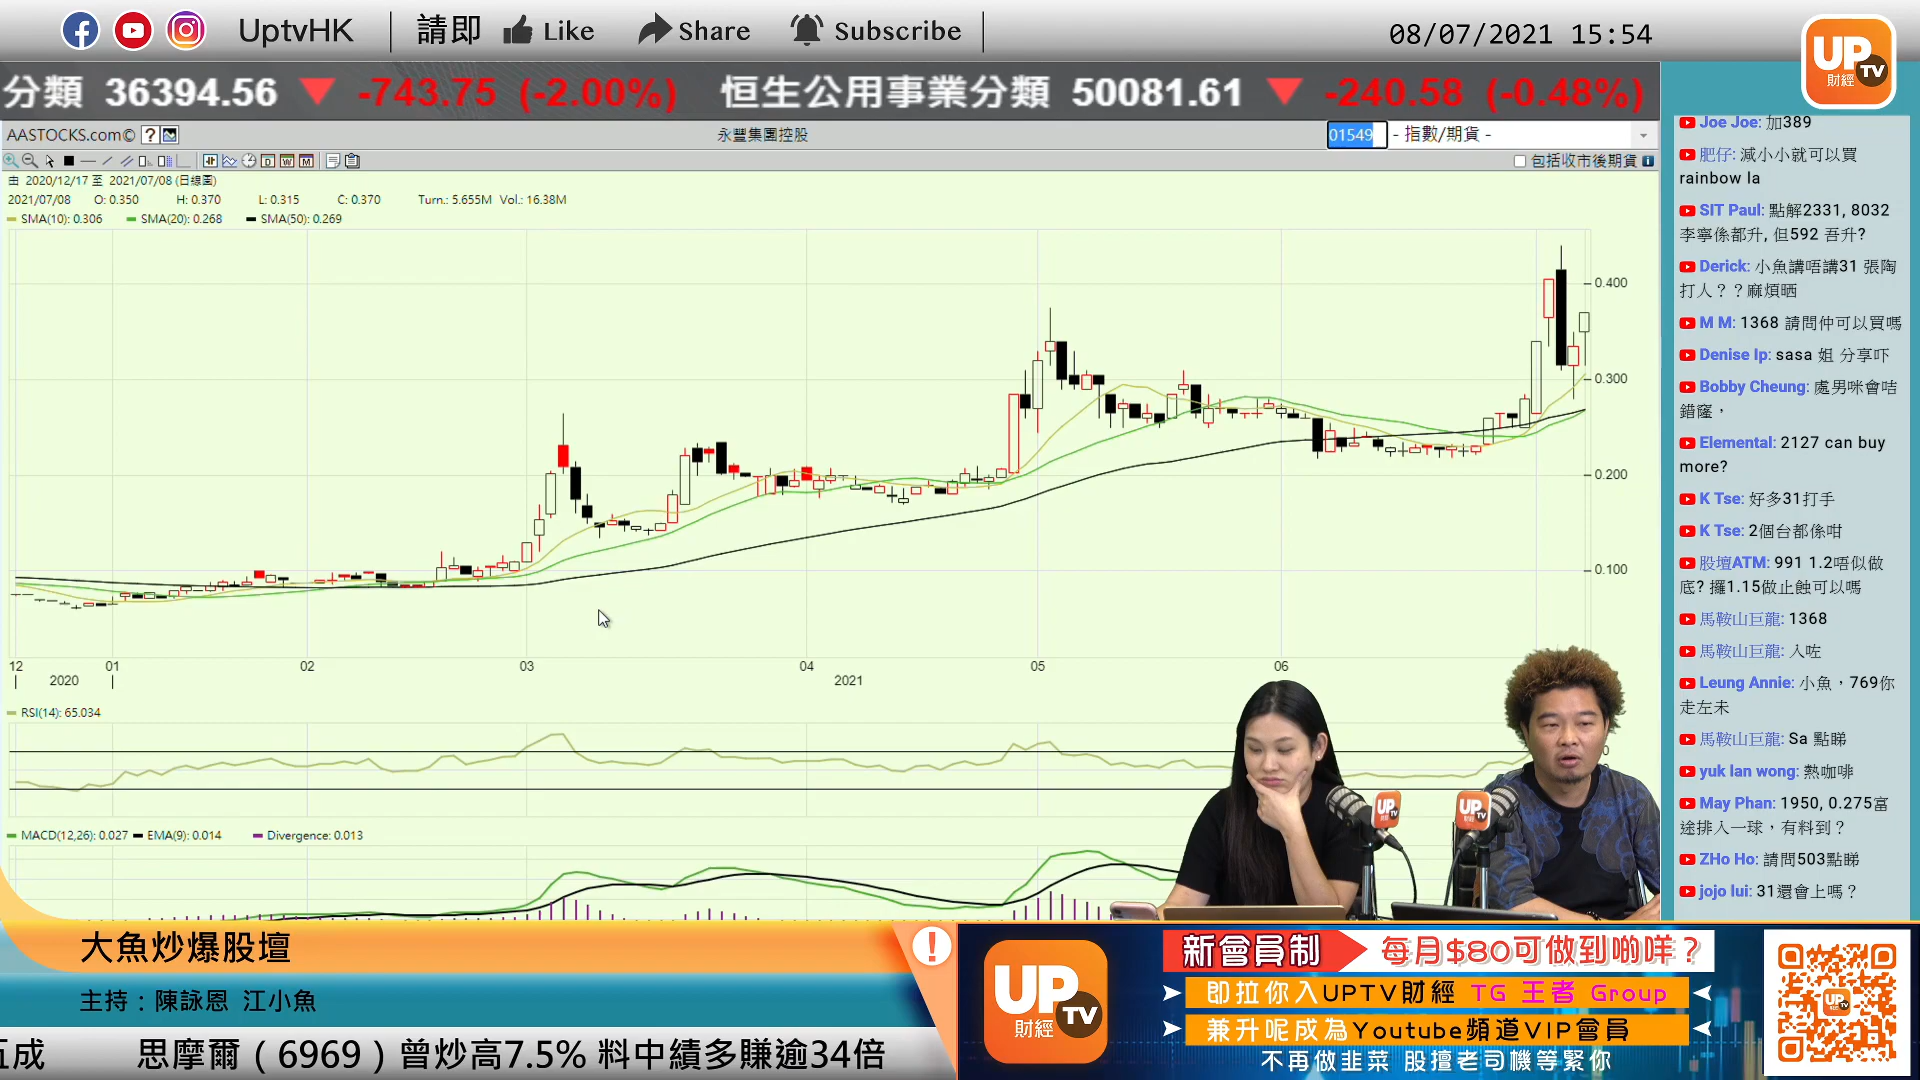 UptvHK
請即
Like
Share
Subscribe
08/07/2021 15:54
UP
TV
財經
分類 36394.56 -743.75 (-2.00%) 恒生公用事業分類 50081.61 -240.58 (-0.48%)
AASTOCKS.com© ?
永豐集團控股
01549
- 指數/期貨 -
包括收市後期貨
由 2020/12/17 至 2021/07/08 (日線圖)
2021/07/08 O: 0.350 H: 0.370 L: 0.315 C: 0.370 Turn.: 5.655M Vol.: 16.38M
SMA(10): 0.306 SMA(20): 0.268 SMA(50): 0.269
0.400
0.300
0.200
0.100
12 01 02 03 04 05 06
2020 2021
RSI(14): 65.034
MACD(12,26): 0.027 EMA(9): 0.014 Divergence: 0.013
Joe Joe: 加389
肥仔: 減小小就可以買
rainbow la
SIT Paul: 點解2331, 8032
李寧係都升, 但592 吾升?
Derick: 小魚講唔講31 張陶
打人？？麻煩晒
M M: 1368 請問仲可以買嗎
Denise Ip: sasa 姐 分享吓
Bobby Cheung: 處男咪會咭
錯窿，
Elemental: 2127 can buy
more?
K Tse: 好多31打手
K Tse: 2個台都係咁
股壇ATM: 991 1.2唔似做
底? 攞1.15做止蝕可以嗎
馬鞍山巨龍: 1368
馬鞍山巨龍: 入咗
Leung Annie: 小魚，769你
走左未
馬鞍山巨龍: Sa 點睇
yuk lan wong: 熱咖啡
May Phan: 1950, 0.275富
途排入一球，有料到？
ZHo Ho: 請問503點睇
jojo lui: 31還會上嗎？
UP
TV
UP
TV
大魚炒爆股壇
主持：陳詠恩 江小魚
UP
TV
財經
新會員制 每月$80可做到啲咩？
即拉你入UPTV財經 TG 王者 Group
兼升呢成為Youtube頻道VIP會員
不再做韭菜 股擅老司機等緊你
UP
TV
五成 思摩爾（6969）曾炒高7.5% 料中績多賺逾34倍